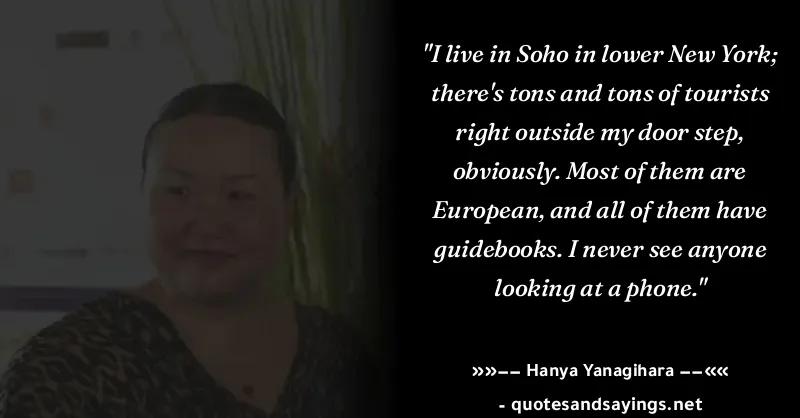 "I live in Soho in lower New York;
there's tons and tons of tourists
right outside my door step,
obviously. Most of them are
European, and all of them have
guidebooks. I never see anyone
looking at a phone."
»»−− Hanya Yanagihara −−««
- quotesandsayings.net